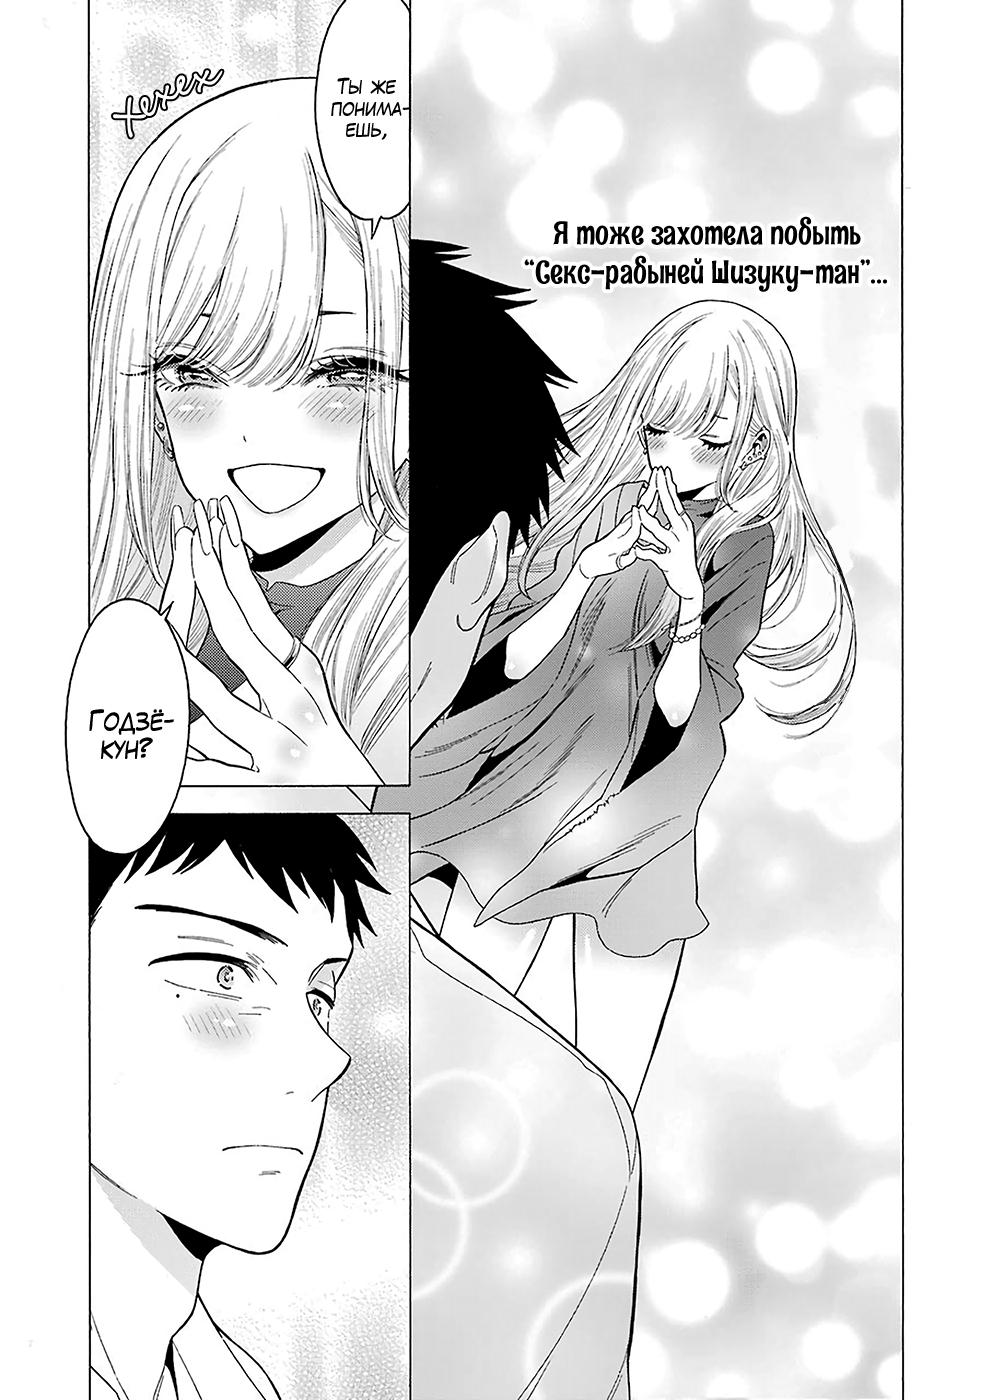 Я тоже захотела побыть
“Секс-рабыней Шизуку-тан”...
Ты же
понима-
ешь,
хехех
Годзё-
кун?